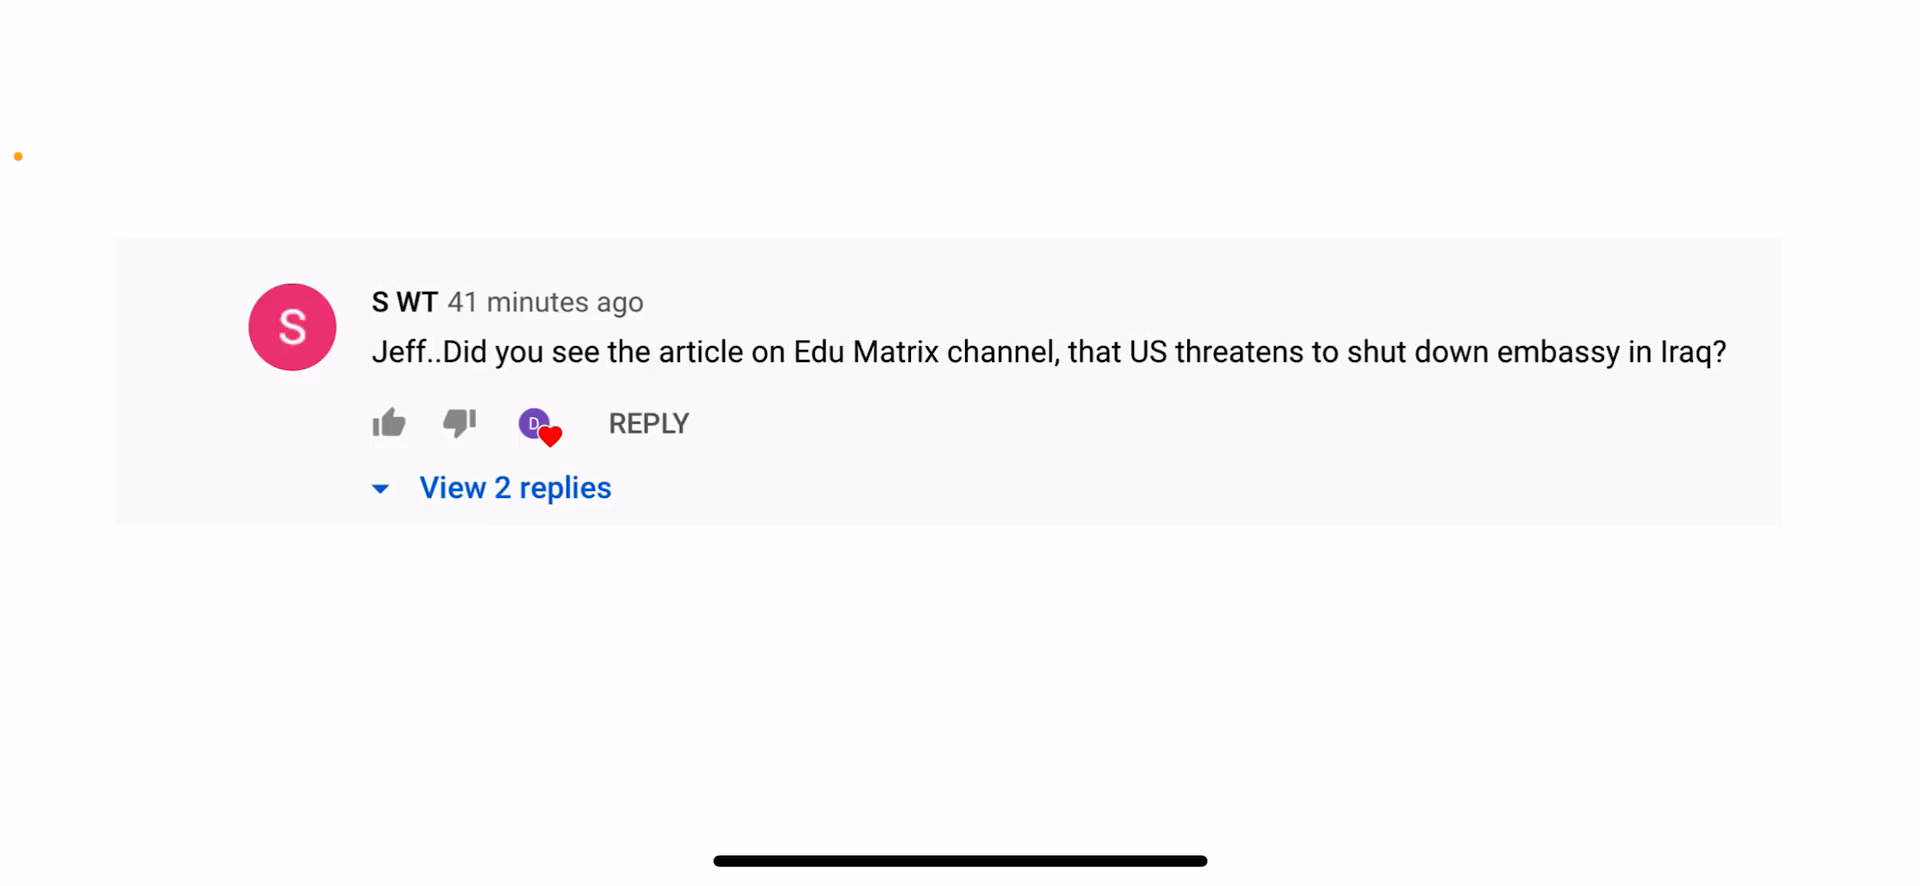 S
S WT 41 minutes ago
Jeff..Did you see the article on Edu Matrix channel, that US threatens to shut down embassy in Iraq?
D
REPLY
View 2 replies